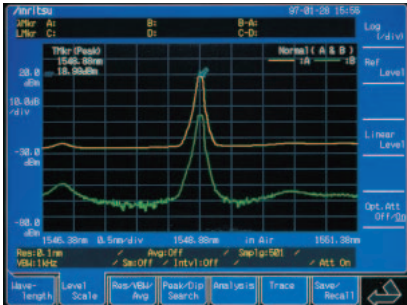 Anritsu 97-01-28 15:56
λMkr A: B: B-A:
LMkr C: D: C-D:
Log
(/div)
TMkr(Peak) Normal(A & B)
1548.88nm :A :B
18.99dBm
Ref
Level
20.0
dBm
10.0dB
/div
Linear
Level
-30.0
dBm
Opt.Att
Off/On
-80.0
dBm
1546.38nm 0.5nm/div 1548.88nm in Air 1551.38nm
Res:0.1nm / Avg:Off / Smplg:501 /
VBW:1kHz / Sm:Off / Intvl:Off / / Att On
Wave-
length
Level
Scale
Res/VBW/
Avg
Peak/Dip
Search
Analysis
Trace
Save/
Recall